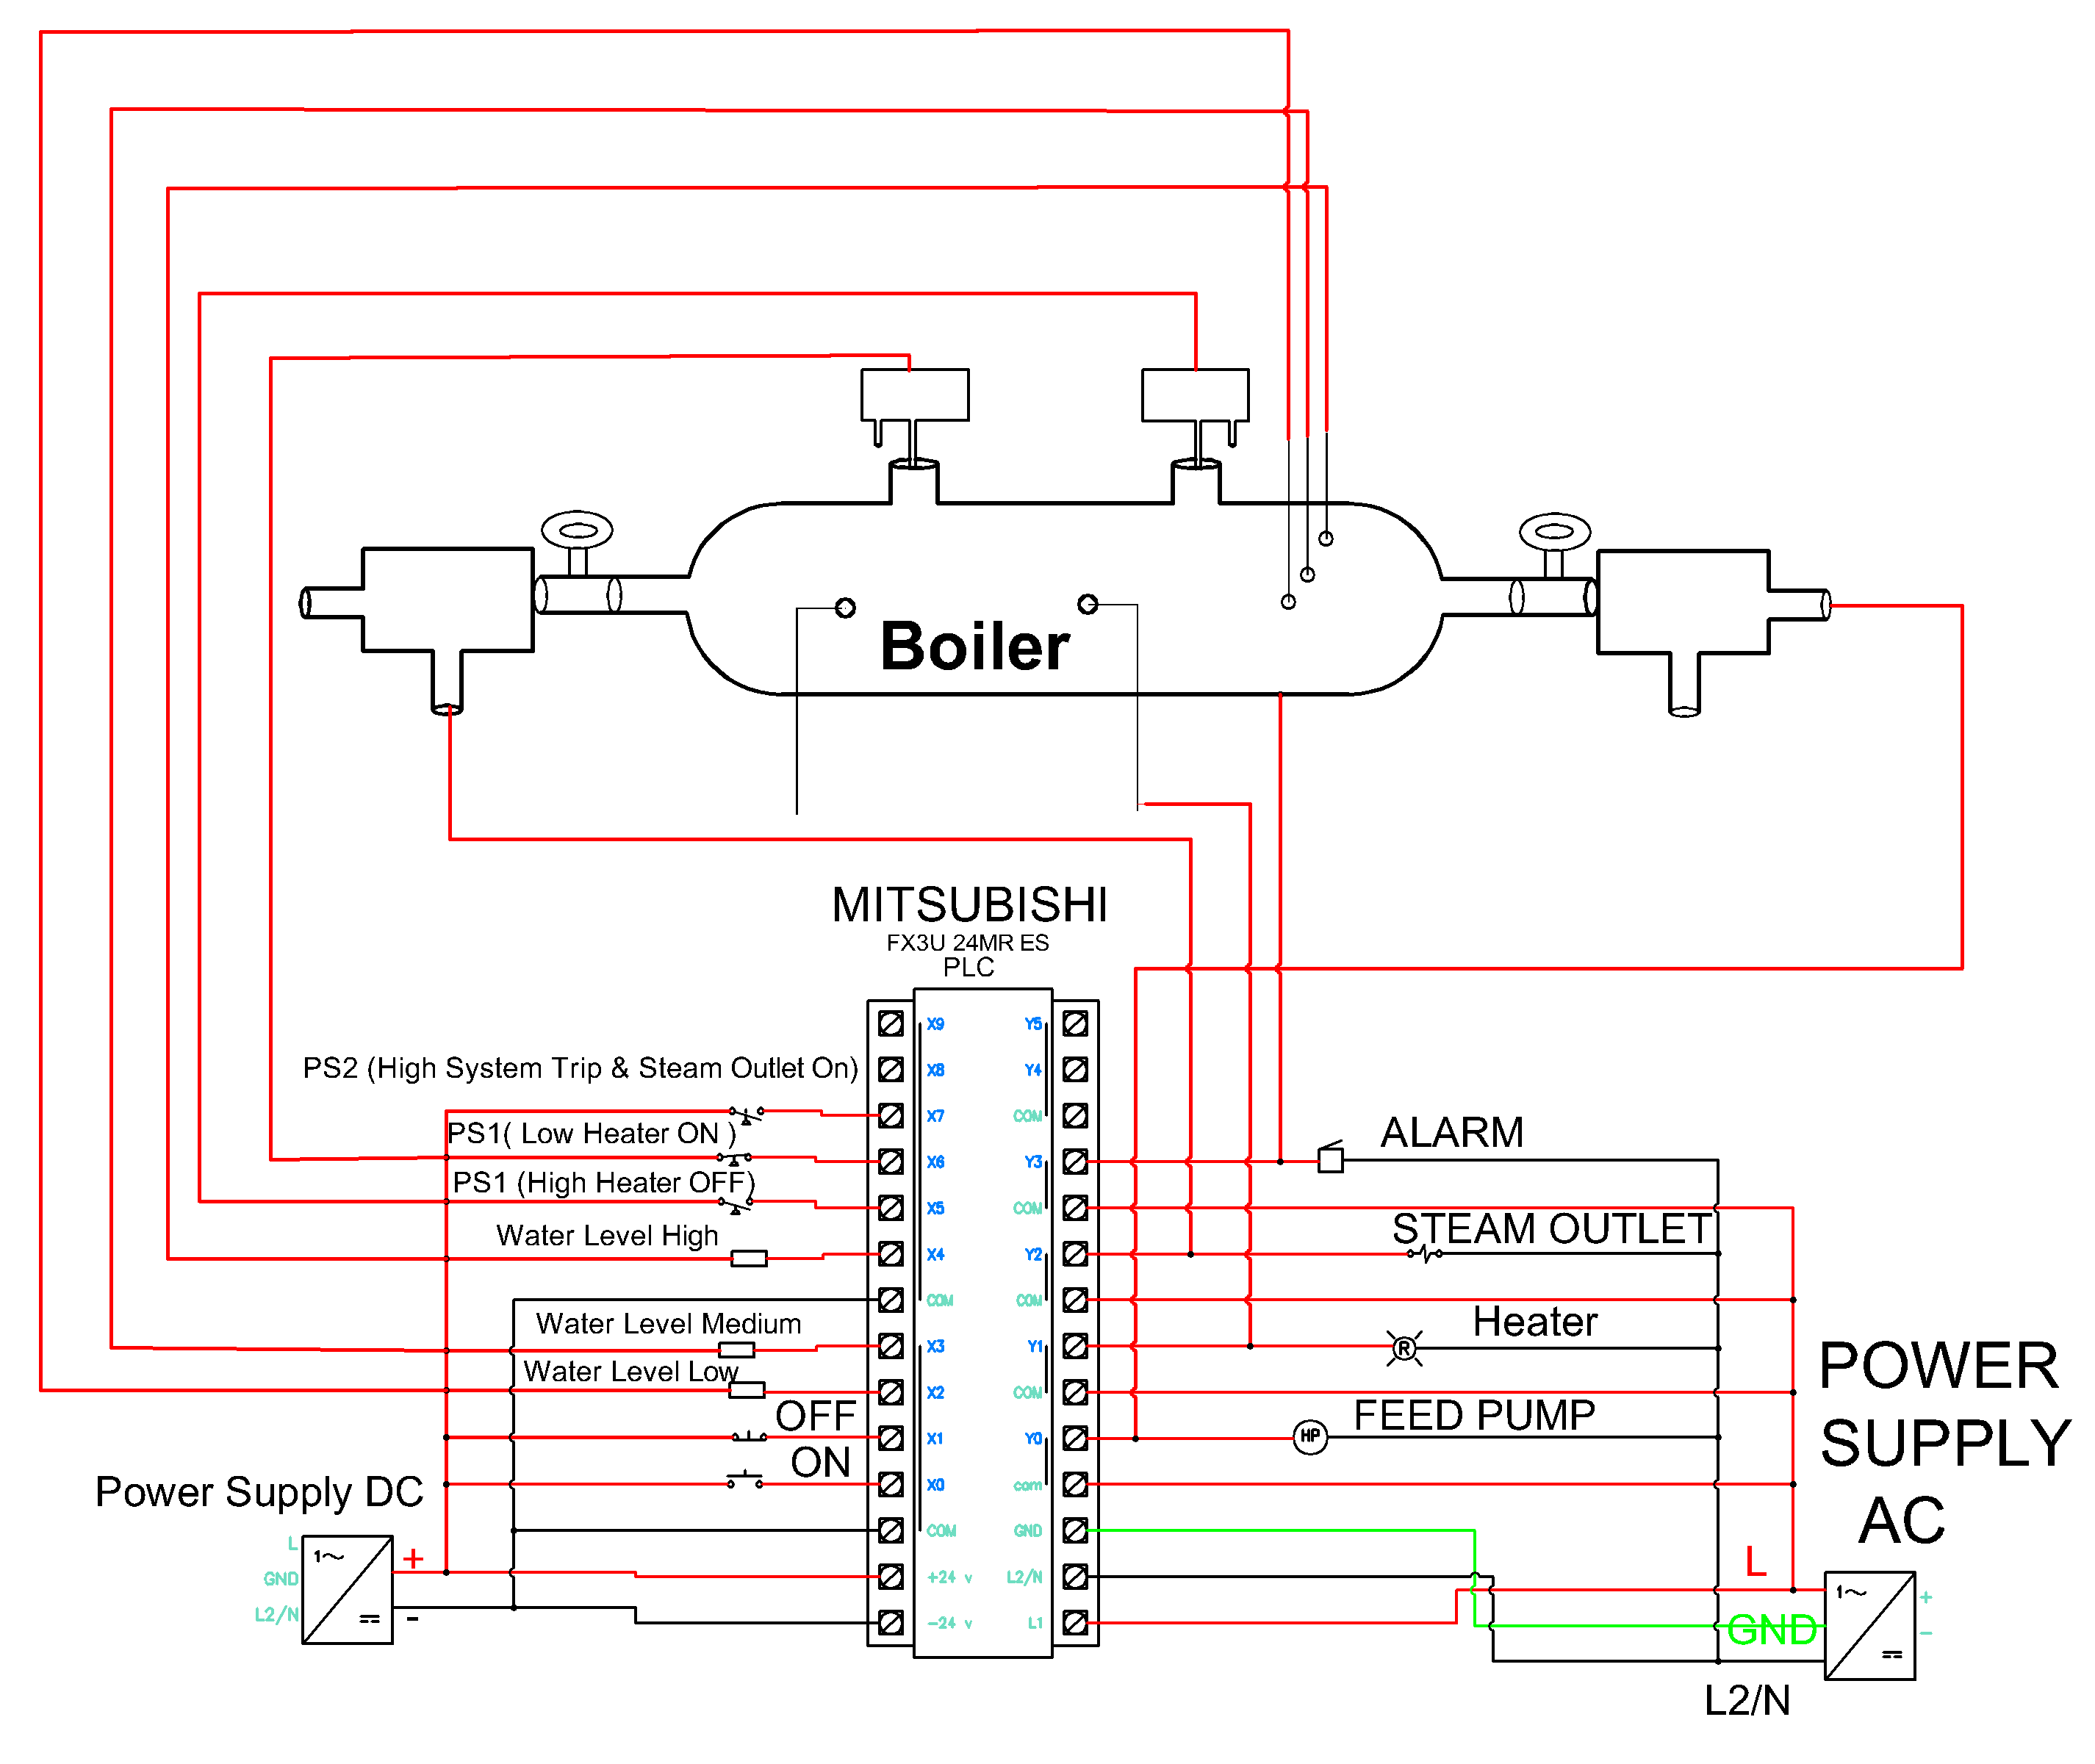 Boiler
MITSUBISHI
FX3U 24MR ES
PLC
X9
Y5
PS2 (High System Trip & Steam Outlet On)
X8
Y4
X7
COM
PS1( Low Heater ON )
ALARM
X6
Y3
PS1 (High Heater OFF)
X5
COM
Water Level High
STEAM OUTLET
X4
Y2
COM
COM
Water Level Medium
Heater
X3
Y1
Water Level Low
X2
COM
POWER
SUPPLY
AC
OFF
FEED PUMP
X1
Y0
HP
R
ON
X0
com
Power Supply DC
COM
GND
L
1~
+
GND
L2/N
-
+24 v
L2/N
-24 v
L1
L
1~
+
GND
-
L2/N